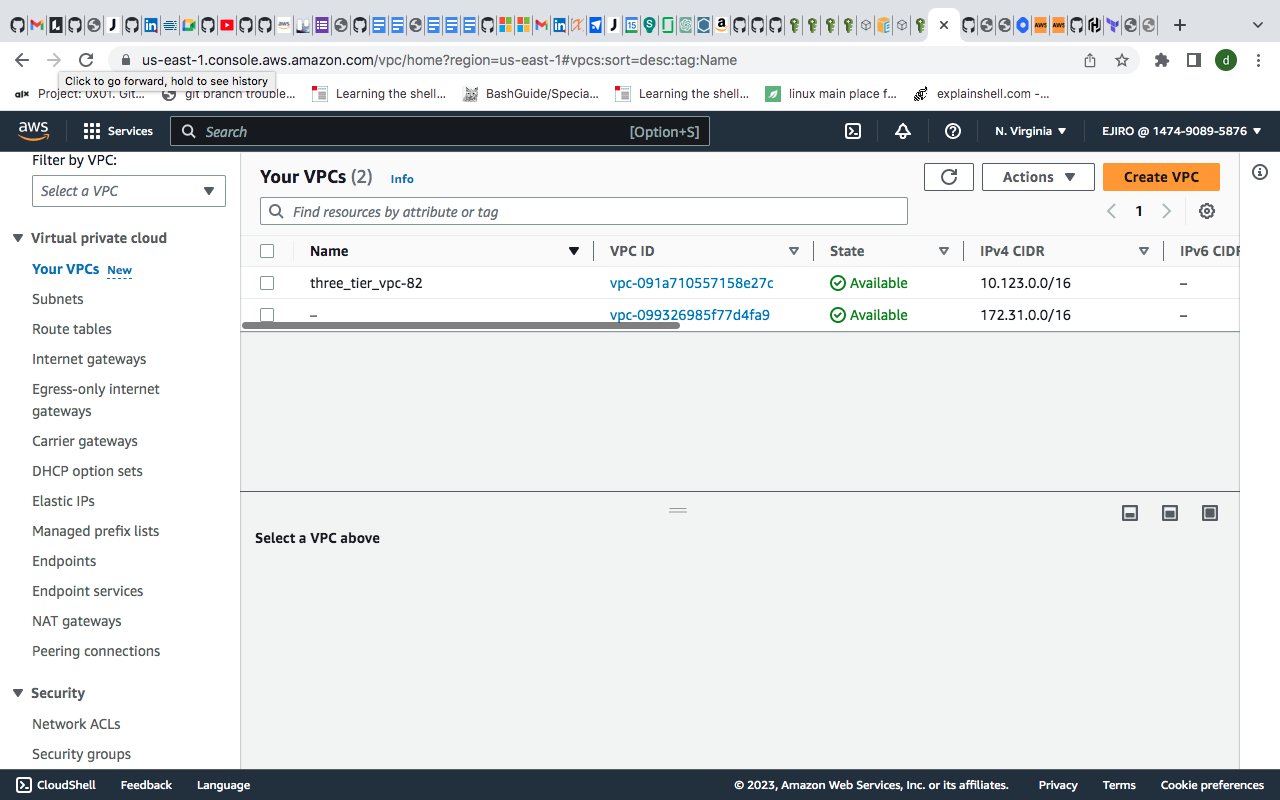 us-east-1.console.aws.amazon.com/vpc/home?region=us-east-1#vpcs:sort=desc:tag:Name
d
Click to go forward, hold to see history
Project: 0x01. Git...
git branch trouble...
Learning the shell...
BashGuide/Specia...
Learning the shell...
linux main place f...
explainshell.com -...
aws
Services
Search
[Option+S]
N. Virginia
EJIRO @ 1474-9089-5876
Filter by VPC:
Select a VPC
Virtual private cloud
Your VPCs New
Subnets
Route tables
Internet gateways
Egress-only internet
gateways
Carrier gateways
DHCP option sets
Elastic IPs
Managed prefix lists
Endpoints
Endpoint services
NAT gateways
Peering connections
Security
Network ACLs
Security groups
Your VPCs (2) Info
Actions
Create VPC
Find resources by attribute or tag
1
Name VPC ID State IPv4 CIDR IPv6 CIDR
three_tier_vpc-82 vpc-091a710557158e27c Available 10.123.0.0/16 –
– vpc-099326985f77d4fa9 Available 172.31.0.0/16 –
Select a VPC above
CloudShell Feedback Language
© 2023, Amazon Web Services, Inc. or its affiliates. Privacy Terms Cookie preferences